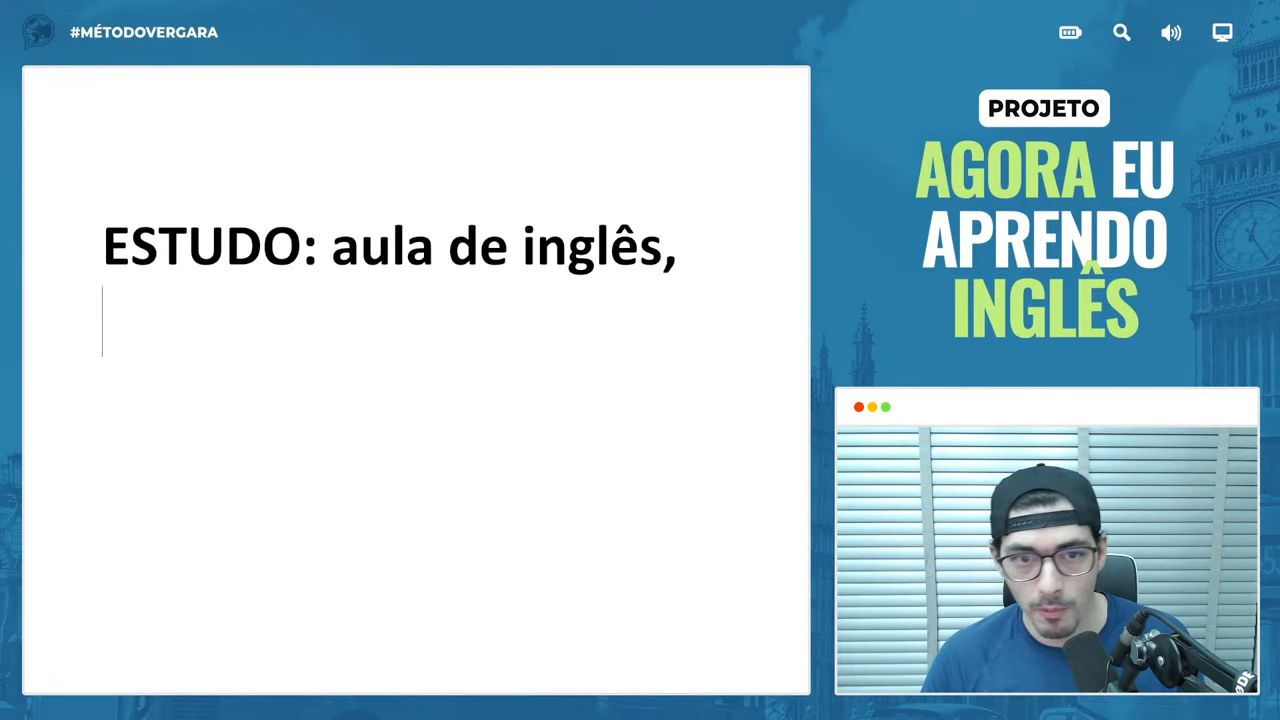 #MÉTODOVERGARA
ESTUDO: aula de inglês,
PROJETO
AGORA EU
APRENDO
INGLÊS